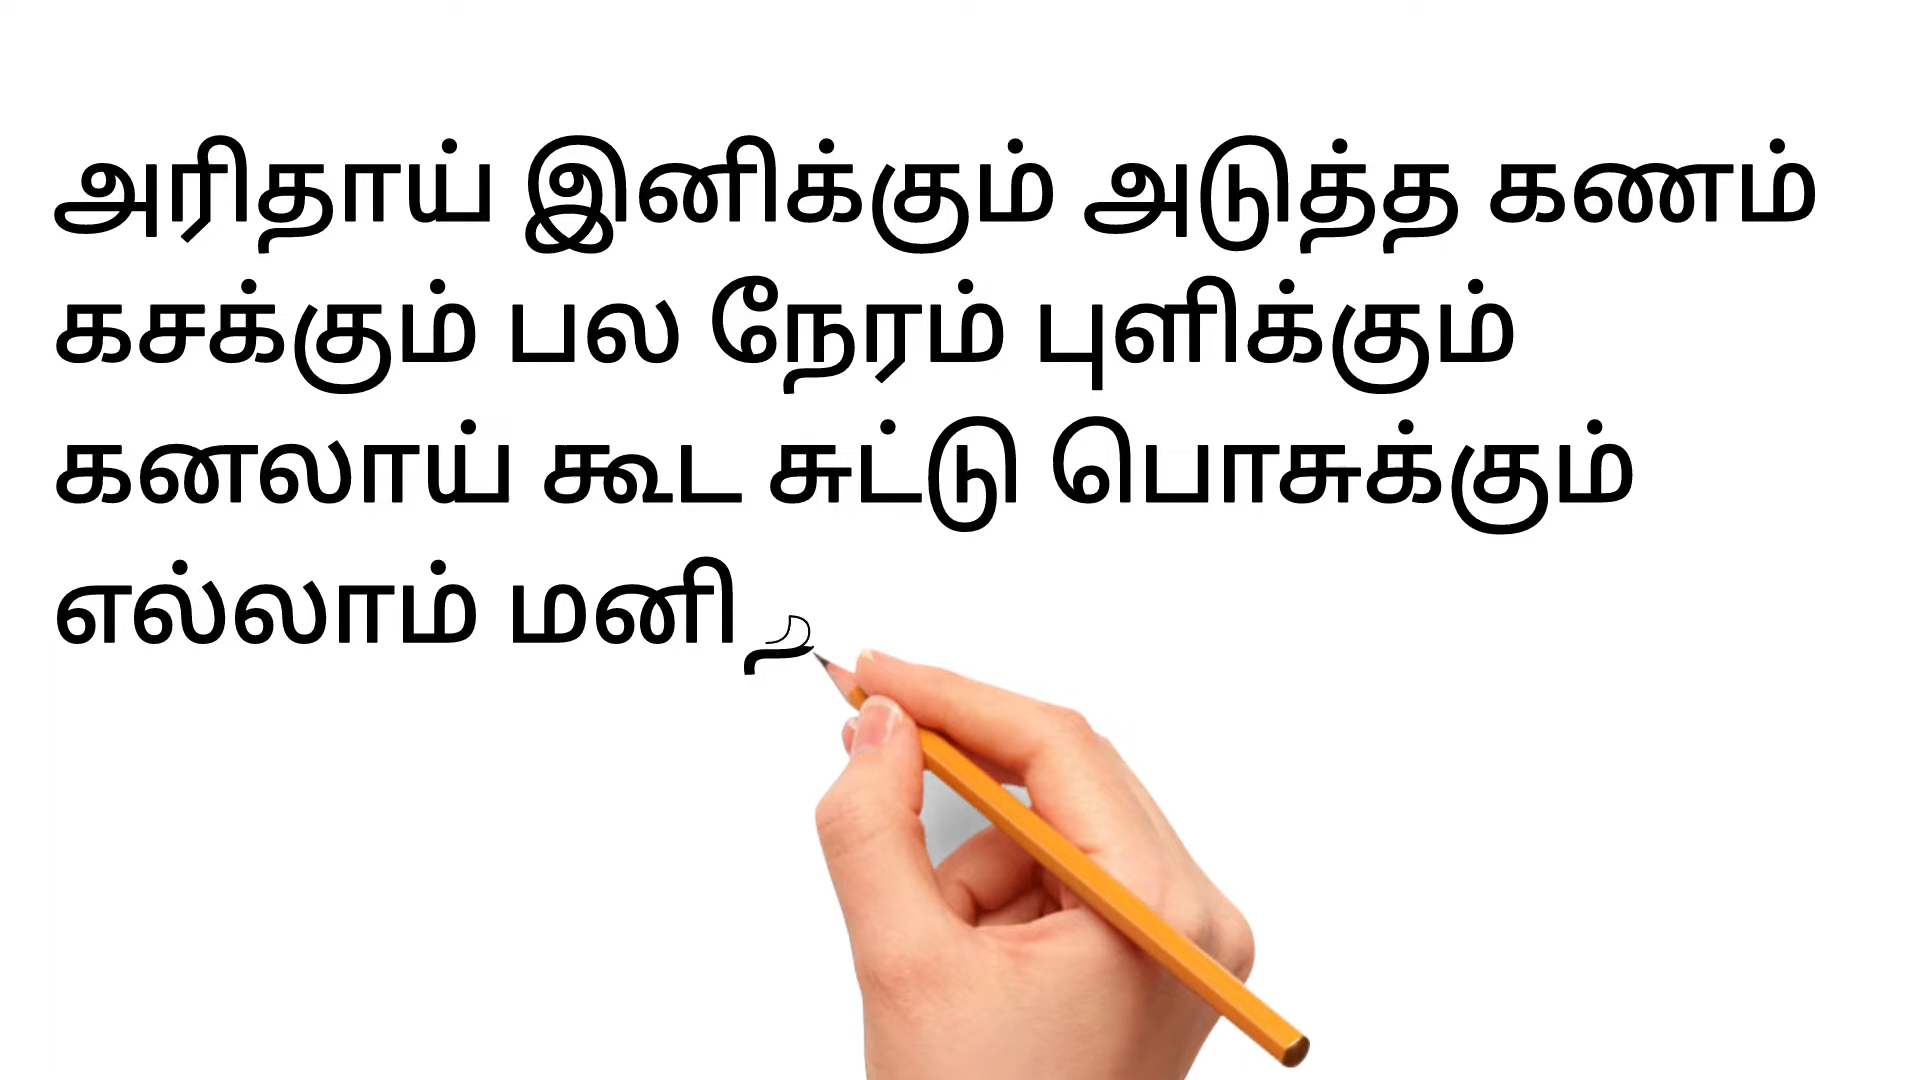 அரிதாய் இனிக்கும் அடுத்த கணம்
கசக்கும் பல நேரம் புளிக்கும்
கனலாய் கூட சுட்டு பொசுக்கும்
எல்லாம் மனி